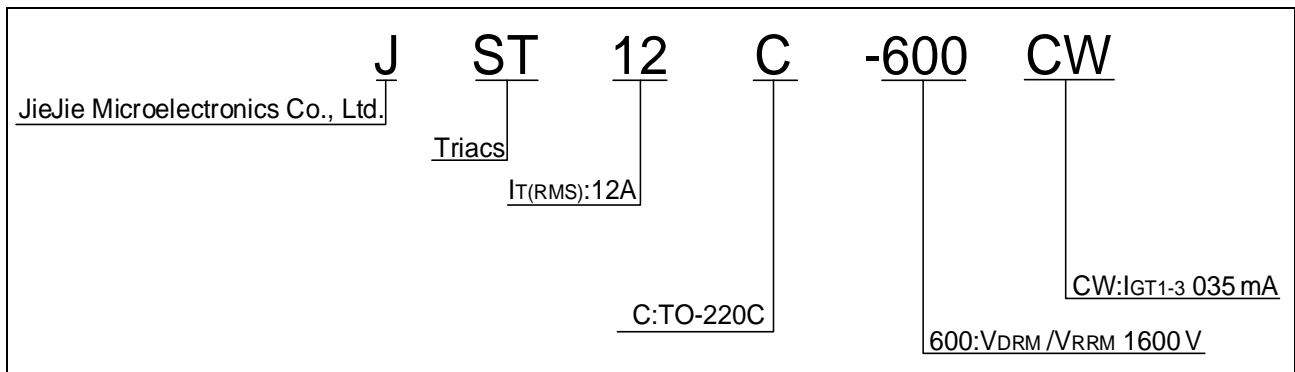 J ST 12 C -600 CW
JieJie Microelectronics Co., Ltd.
Triacs
IT(RMS):12A
CW:IGT1-3 035 mA
C:TO-220C
600:VDRM /VRRM 1600 V